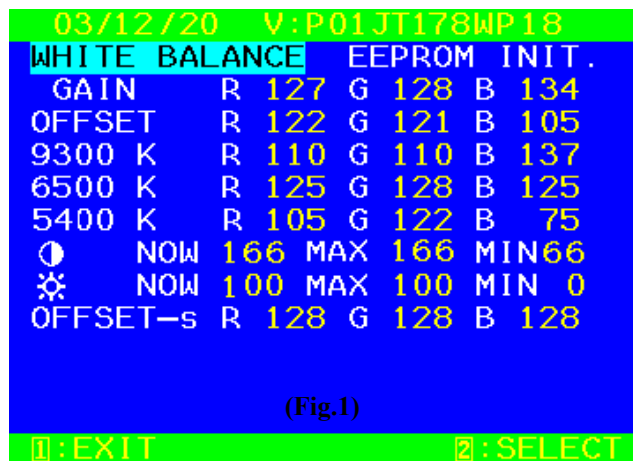 03/12/20 V:P01JT178WP18
WHITE BALANCE EEPROM INIT.
GAIN R 127 G 128 B 134
OFFSET R 122 G 121 B 105
9300 K R 110 G 110 B 137
6500 K R 125 G 128 B 125
5400 K R 105 G 122 B 75
NOW 166 MAX 166 MIN66
NOW 100 MAX 100 MIN 0
OFFSET–s R 128 G 128 B 128
(Fig.1)
1:EXIT 2:SELECT